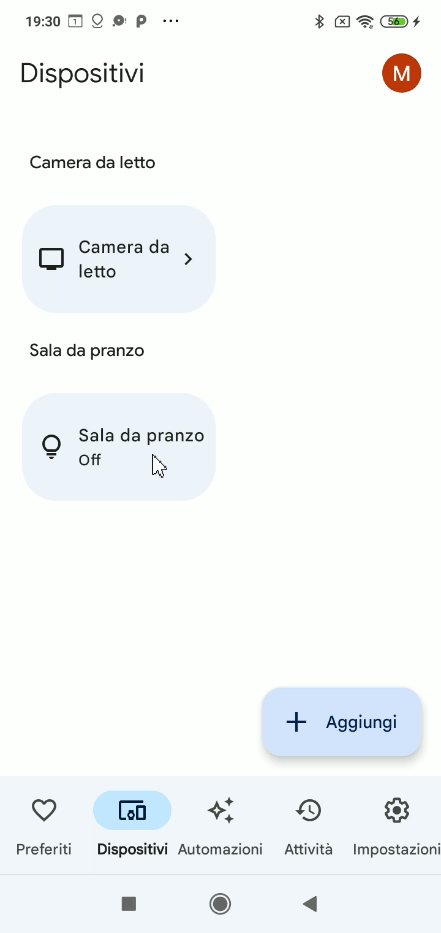 19:30
56
Dispositivi
M
Camera da letto
Camera da
letto
Sala da pranzo
Sala da pranzo
Off
Aggiungi
Preferiti Dispositivi Automazioni Attività Impostazioni